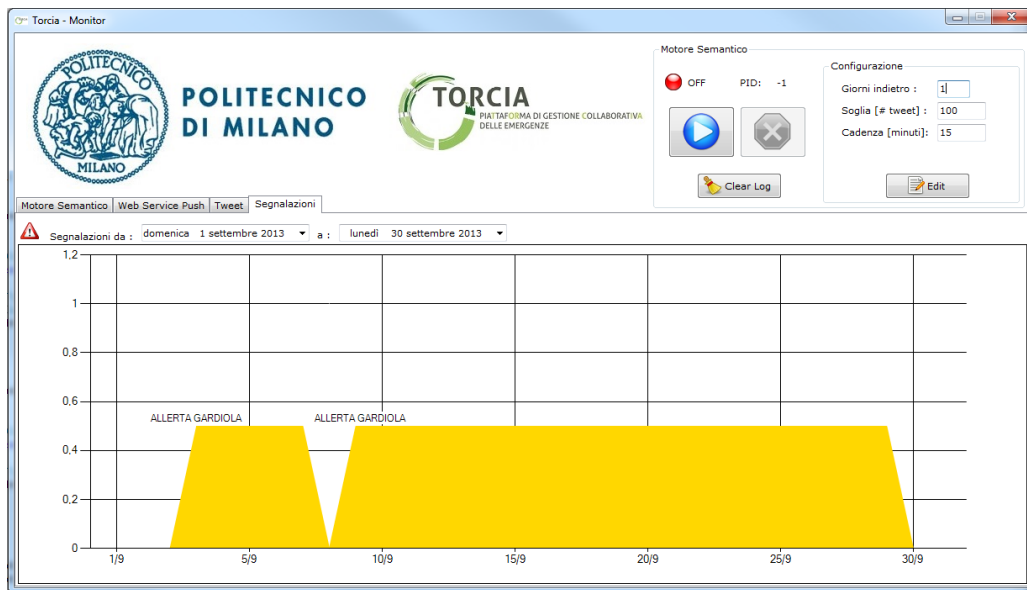 Torcia - Monitor
POLITECNICO
MILANO
POLITECNICO
DI MILANO
TORCIA
PIATTAFORMA DI GESTIONE COLLABORATIVA
DELLE EMERGENZE
Motore Semantico
OFF PID: -1
Clear Log
Configurazione
Giorni indietro : 1
Soglia [# tweet] : 100
Cadenza [minuti]: 15
Edit
Motore Semantico Web Service Push Tweet Segnalazioni
Segnalazioni da : domenica 1 settembre 2013 a : lunedì 30 settembre 2013
1,2
1
0,8
0,6
ALLERTA GARDIOLA ALLERTA GARDIOLA
0,4
0,2
0
1/9 5/9 10/9 15/9 20/9 25/9 30/9